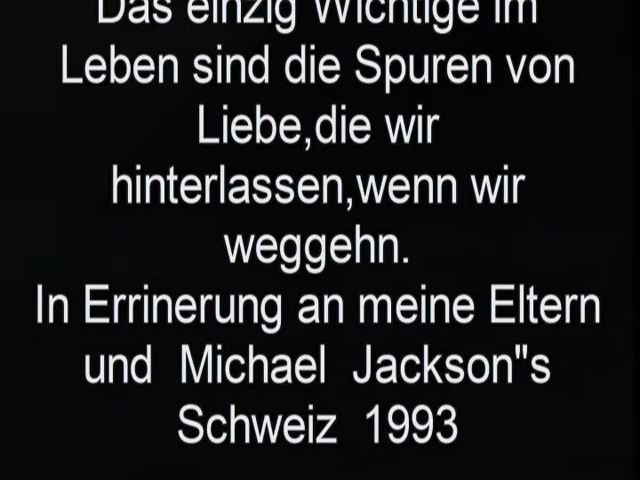 Das einzig Wichtige im
Leben sind die Spuren von
Liebe,die wir
hinterlassen,wenn wir
weggehn.
In Errinerung an meine Eltern
und Michael Jackson"s
Schweiz 1993